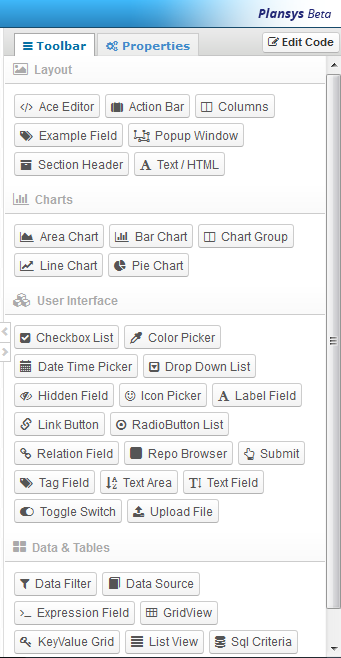 Plansys Beta
Toolbar Properties Edit Code
Layout
Ace Editor Action Bar Columns
Example Field Popup Window
Section Header Text / HTML
Charts
Area Chart Bar Chart Chart Group
Line Chart Pie Chart
User Interface
Checkbox List Color Picker
Date Time Picker Drop Down List
Hidden Field Icon Picker Label Field
Link Button RadioButton List
Relation Field Repo Browser Submit
Tag Field Text Area Text Field
Toggle Switch Upload File
Data & Tables
Data Filter Data Source
Expression Field GridView
KeyValue Grid List View Sql Criteria